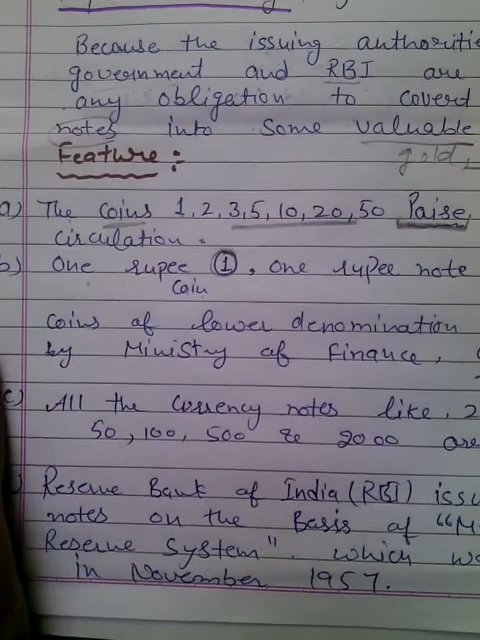 Because the issuing authoritie
government and RBI are
any obligation to covert
notes into some valuable
Feature :
gold,
a) The Coins 1, 2, 3, 5, 10, 20, 50 Paise
circulation.
b) One rupee ①, One rupee note
Coin
Coins of lower denomination
by Ministry of Finance,
c) All the Currency notes like, 2
50, 100, 500 & 2000 are
Reserve Bank of India (RBI) issu
notes on the Basis of "M
Reserve System". which w
in November 1957.